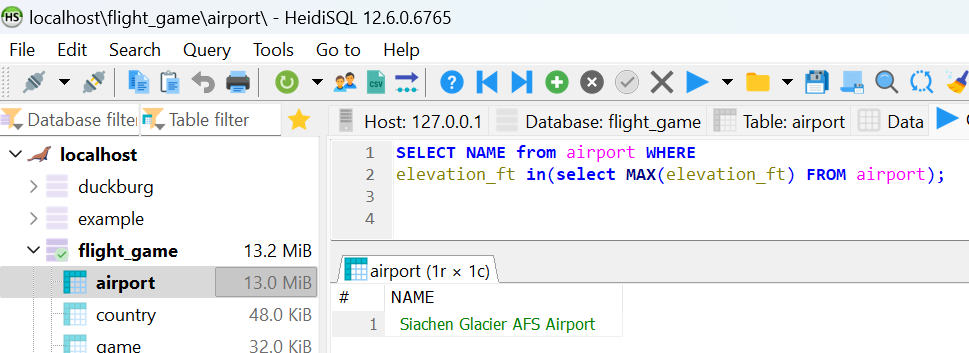 HS localhost\flight_game\airport\ - HeidiSQL 12.6.0.6765
File Edit Search Query Tools Go to Help
CSV
Database filter Table filter
Host: 127.0.0.1 Database: flight_game Table: airport Data
localhost
duckburg
example
flight_game 13.2 MiB
airport 13.0 MiB
country 48.0 KiB
game 32.0 KiB
1 SELECT NAME from airport WHERE
2 elevation_ft in(select MAX(elevation_ft) FROM airport);
3
4
airport (1r × 1c)
# NAME
1 Siachen Glacier AFS Airport